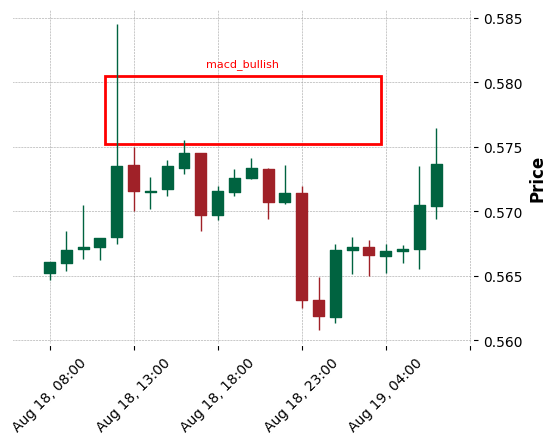 0.585
macd_bullish
0.580
0.575
0.570
0.565
0.560
Price
Aug 18, 08:00
Aug 18, 13:00
Aug 18, 18:00
Aug 18, 23:00
Aug 19, 04:00